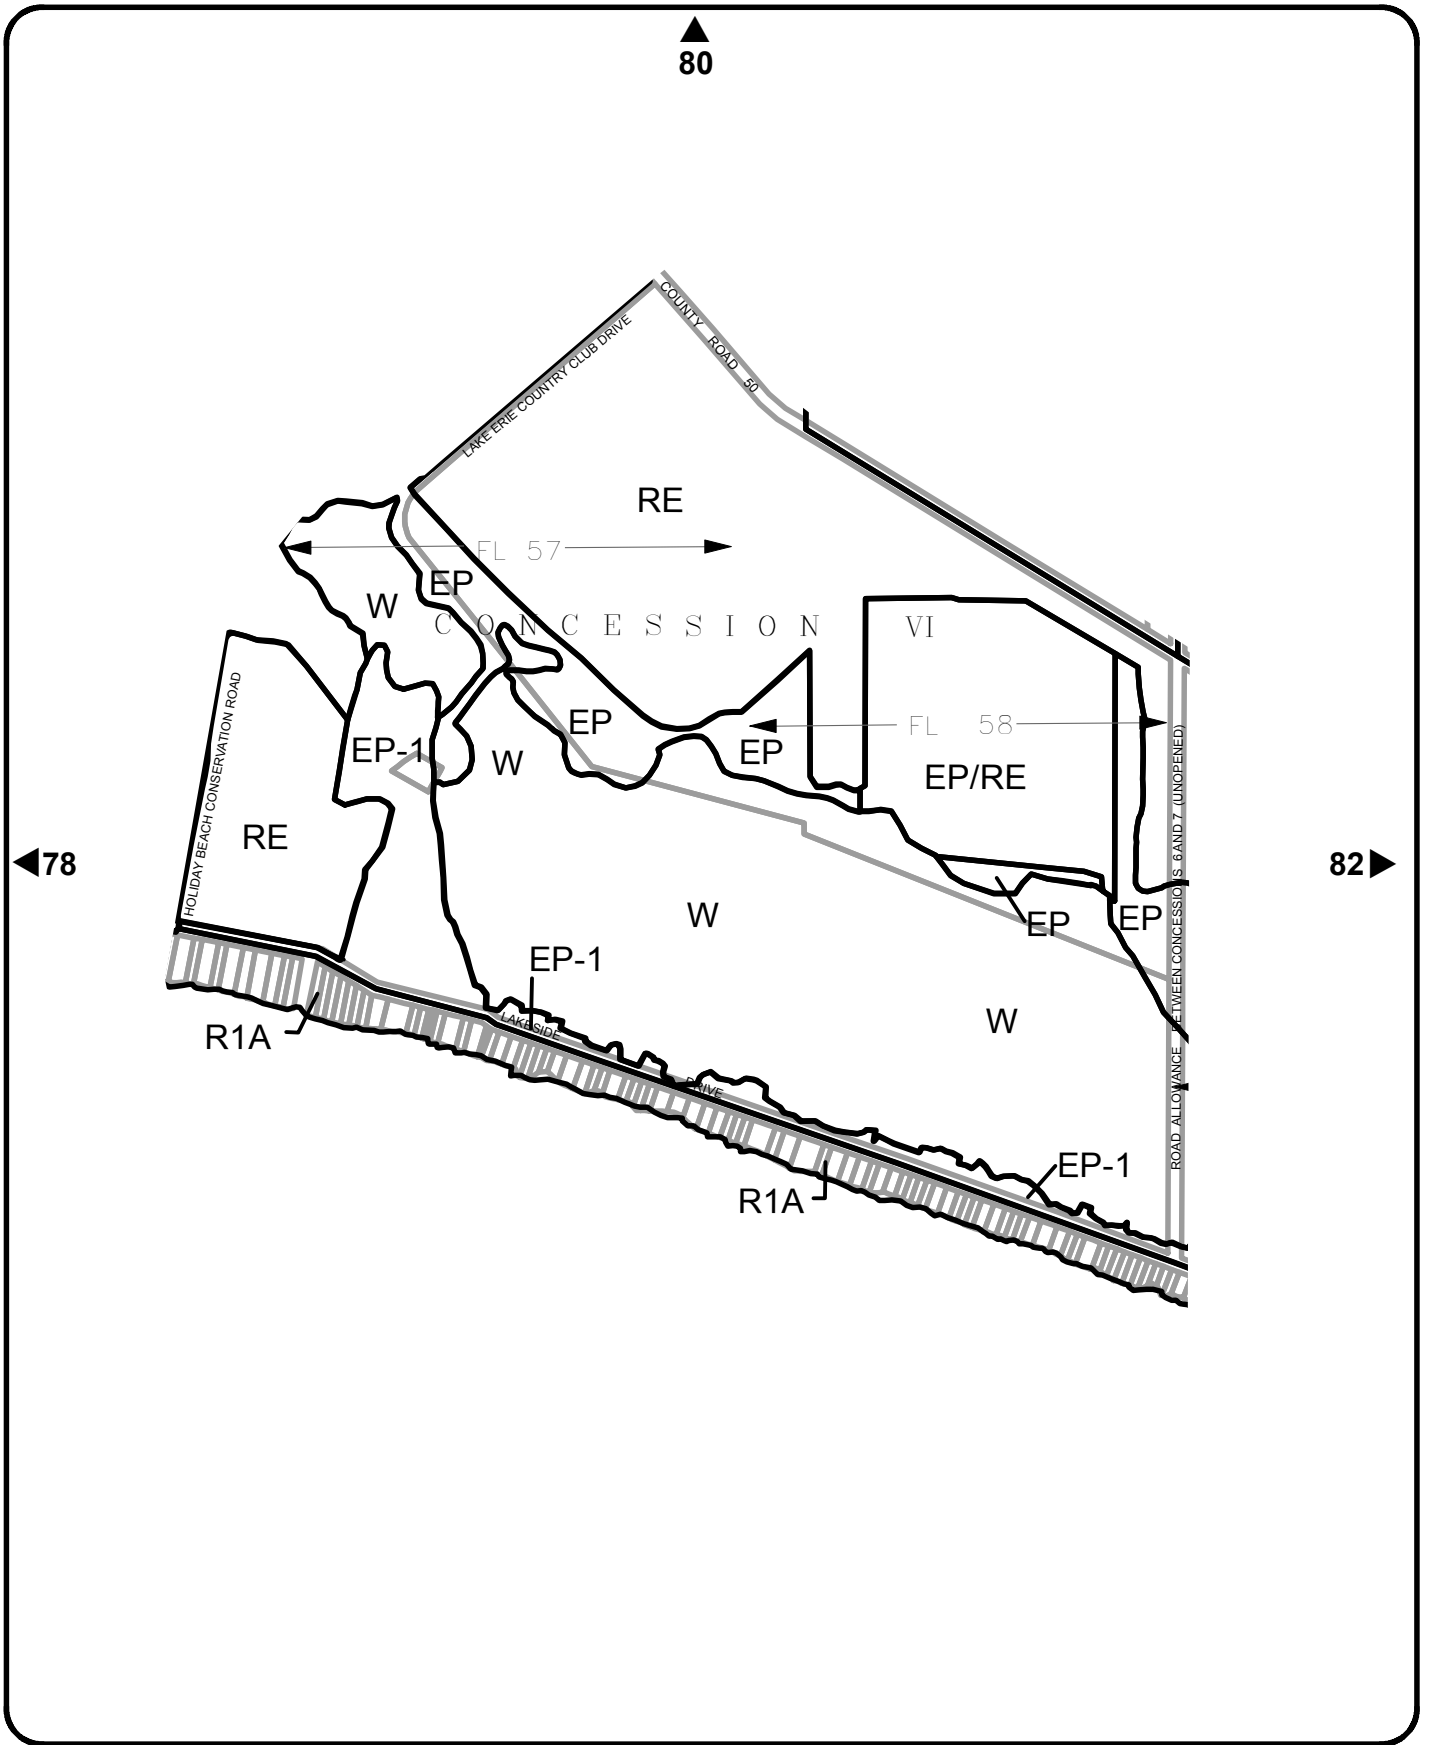 80
COUNTY ROAD 50
LAKE ERIE COUNTRY CLUB DRIVE
RE
FL 57
EP
W
CONCESSION VI
EP
FL 58
EP-1
W
EP
EP/RE
HOLIDAY BEACH CONSERVATION ROAD
RE
78
82
W
EP
EP
ROAD ALLOWANCE BETWEEN CONCESSIONS 6 AND 7 (UNOPENED)
EP-1
W
R1A
LAKESIDE DRIVE
EP-1
R1A